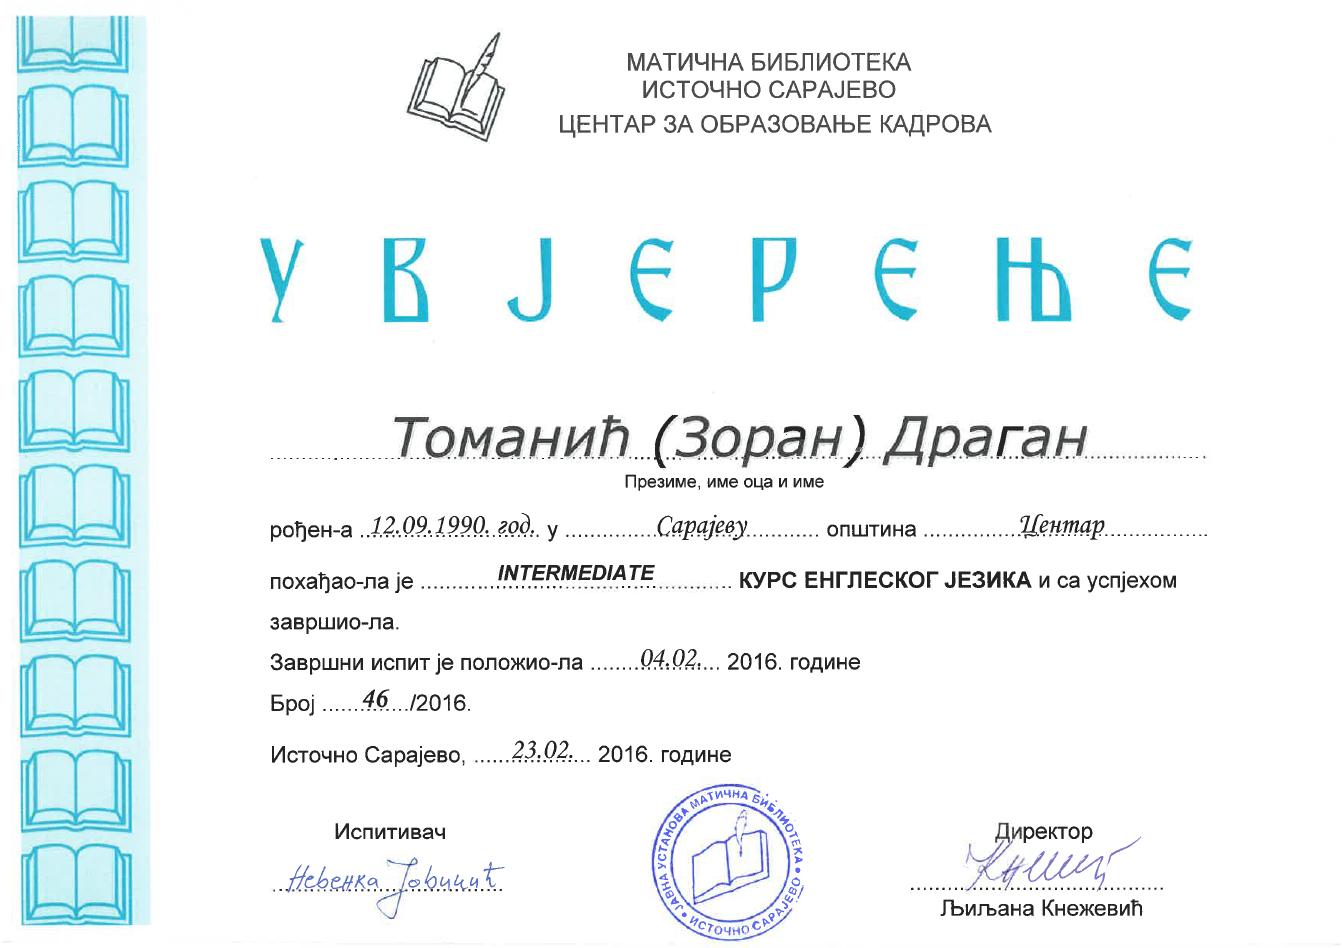 МАТИЧНА БИБЛИОТЕКА
ИСТОЧНО САРАЈЕВО
ЦЕНТАР ЗА ОБРАЗОВАЊЕ КАДРОВА
УВЈЕРЕЊЕ
Томанић (Зоран) Драган
Презиме, име оца и име
рођен-а 12.09.1990. год. у Сарајеву општина Центар
похађао-ла је INTERMEDIATE КУРС ЕНГЛЕСКОГ ЈЕЗИКА и са успјехом
завршио-ла.
Завршни испит је положио-ла 04.02. 2016. године
Број 46/2016.
Источно Сарајево, 23.02. 2016. године
ЈАВНА УСТАНОВА МАТИЧНА БИБЛИОТЕКА
ИСТОЧНО САРАЈЕВО
Испитивач
Невенка
Директор
Љиљана Кнежевић